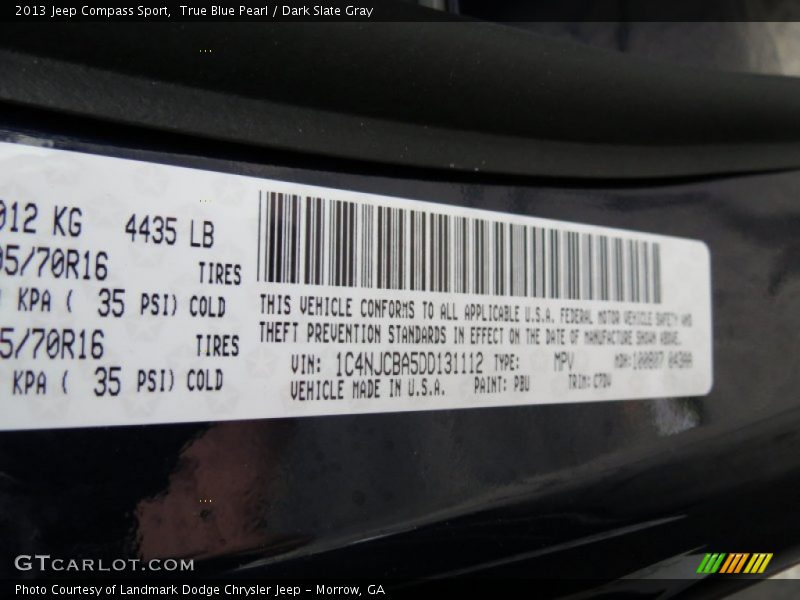 2013 Jeep Compass Sport, True Blue Pearl / Dark Slate Gray
012 KG 4435 LB
95/70R16 TIRES
KPA ( 35 PSI) COLD
5/70R16 TIRES
KPA ( 35 PSI) COLD
THIS VEHICLE CONFORMS TO ALL APPLICABLE U.S.A. FEDERAL MOTOR VEHICLE SAFETY AND
THEFT PREVENTION STANDARDS IN EFFECT ON THE DATE OF MANUFACTURE SHOWN ABOVE.
VIN: 1C4NJCBA5DD131112 TYPE: MPV MDH:
VEHICLE MADE IN U.S.A. PAINT: PBU TRIM:
GTCARLOT.COM
Photo Courtesy of Landmark Dodge Chrysler Jeep - Morrow, GA